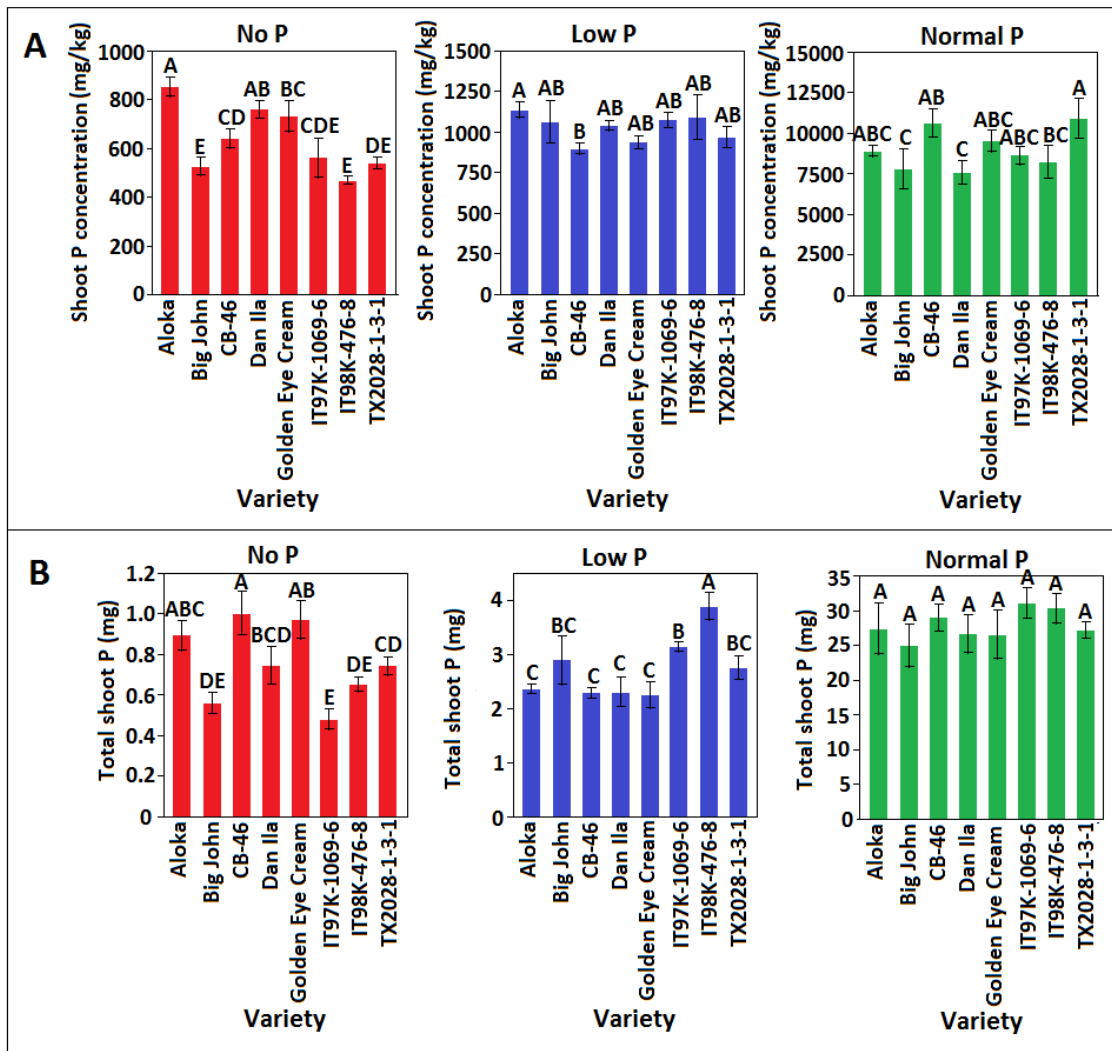 A
No P
Shoot P concentration (mg/kg)
1000
800
600
400
200
0
A
E
CD
AB
BC
CDE
E
DE
Aloka
Big John
CB-46
Dan Ila
Golden Eye Cream
IT97K-1069-6
IT98K-476-8
TX2028-1-3-1
Variety
Low P
Shoot P concentration (mg/kg)
1500
1250
1000
750
500
250
0
A
AB
B
AB
AB
AB
AB
AB
Aloka
Big John
CB-46
Dan Ila
Golden Eye Cream
IT97K-1069-6
IT98K-476-8
TX2028-1-3-1
Variety
Normal P
Shoot P concentration (mg/kg)
15000
12500
10000
7500
5000
2500
0
ABC
C
AB
C
ABC
ABC
BC
A
Aloka
Big John
CB-46
Dan Ila
Golden Eye Cream
IT97K-1069-6
IT98K-476-8
TX2028-1-3-1
Variety
B
No P
Total shoot P (mg)
1.2
1.0
0.8
0.6
0.4
0.2
0
ABC
DE
A
BCD
AB
E
DE
CD
Aloka
Big John
CB-46
Dan Ila
Golden Eye Cream
IT97K-1069-6
IT98K-476-8
TX2028-1-3-1
Variety
Low P
Total shoot P (mg)
4
3
2
1
0
C
BC
C
C
C
B
A
BC
Aloka
Big John
CB-46
Dan Ila
Golden Eye Cream
IT97K-1069-6
IT98K-476-8
TX2028-1-3-1
Variety
Normal P
Total shoot P (mg)
35
30
25
20
15
10
5
0
A
A
A
A
A
A
A
A
Aloka
Big John
CB-46
Dan Ila
Golden Eye Cream
IT97K-1069-6
IT98K-476-8
TX2028-1-3-1
Variety